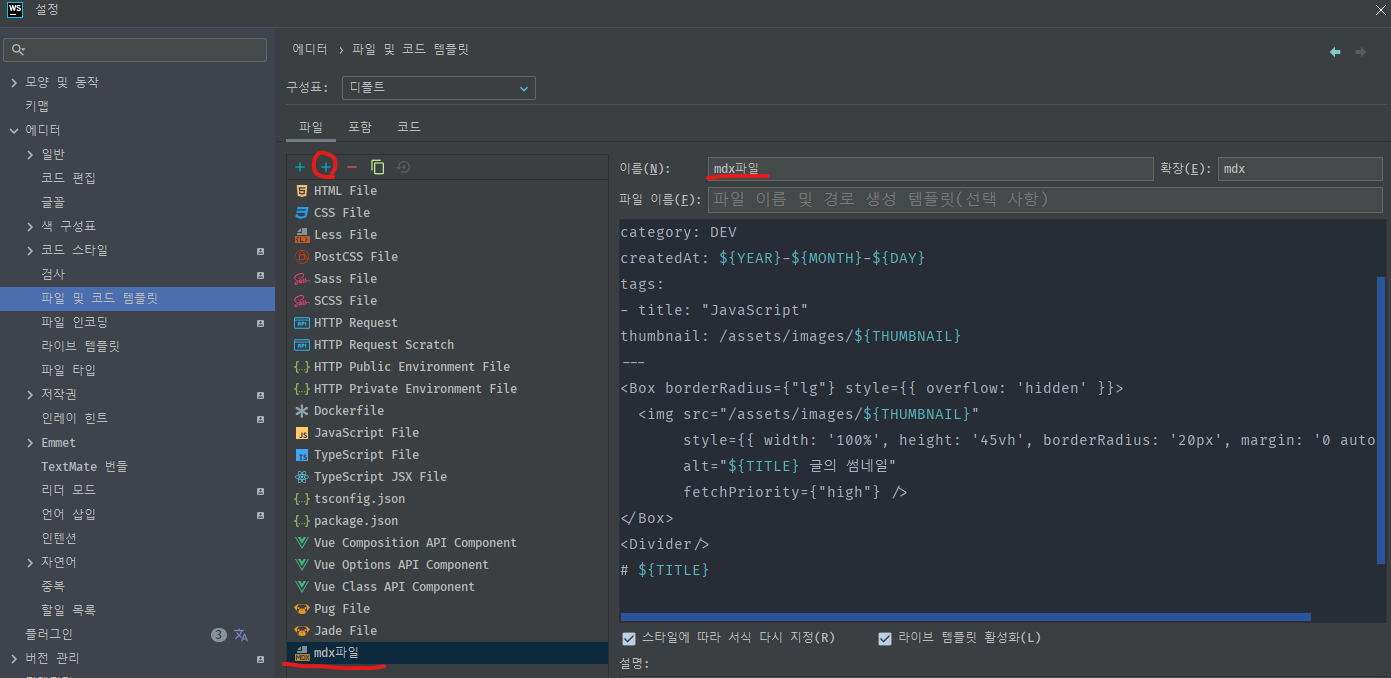 WS 설정
에디터 › 파일 및 코드 템플릿
구성표: 디폴트
파일 포함 코드
모양 및 동작
키맵
에디터
일반
코드 편집
글꼴
색 구성표
코드 스타일
검사
파일 및 코드 템플릿
파일 인코딩
라이브 템플릿
파일 타입
저작권
인레이 힌트
Emmet
TextMate 번들
리더 모드
언어 삽입
인텐션
자연어
중복
할일 목록
플러그인 3
버전 관리
HTML File
CSS File
Less File
PostCSS File
Sass File
SCSS File
HTTP Request
HTTP Request Scratch
HTTP Public Environment File
HTTP Private Environment File
Dockerfile
JavaScript File
TypeScript File
TypeScript JSX File
tsconfig.json
package.json
Vue Composition API Component
Vue Options API Component
Vue Class API Component
Pug File
Jade File
mdx파일
이름(N): mdx파일 확장(E): mdx
파일 이름(F): 파일 이름 및 경로 생성 템플릿(선택 사항)
category: DEV
createdAt: ${YEAR}-${MONTH}-${DAY}
tags:
- title: "JavaScript"
thumbnail: /assets/images/${THUMBNAIL}
---
<Box borderRadius={"lg"} style={{ overflow: 'hidden' }}>
<img src="/assets/images/${THUMBNAIL}"
style={{ width: '100%', height: '45vh', borderRadius: '20px', margin: '0 auto
alt="${TITLE} 글의 썸네일"
fetchPriority={"high"} />
</Box>
<Divider/>
# ${TITLE}
스타일에 따라 서식 다시 지정(R) 라이브 템플릿 활성화(L)
설명: